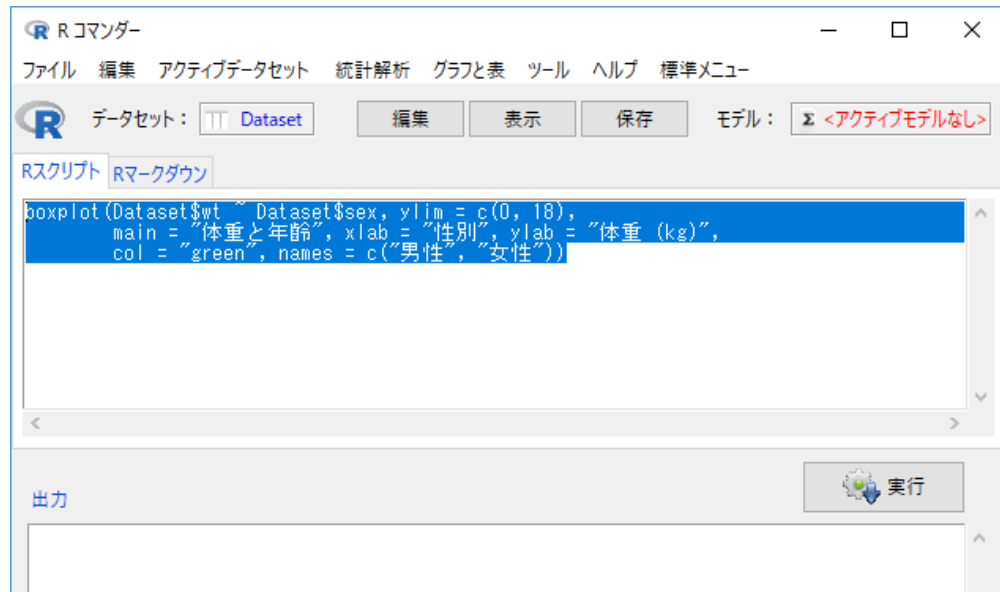 R コマンダー
ファイル 編集 アクティブデータセット 統計解析 グラフと表 ツール ヘルプ 標準メニュー
R データセット： Dataset 編集 表示 保存 モデル： Σ <アクティブモデルなし>
Rスクリプト Rマークダウン
boxplot(Dataset$wt ~ Dataset$sex, ylim = c(0, 18),
main = "体重と年齢", xlab = "性別", ylab = "体重 (kg)",
col = "green", names = c("男性", "女性"))
実行
出力